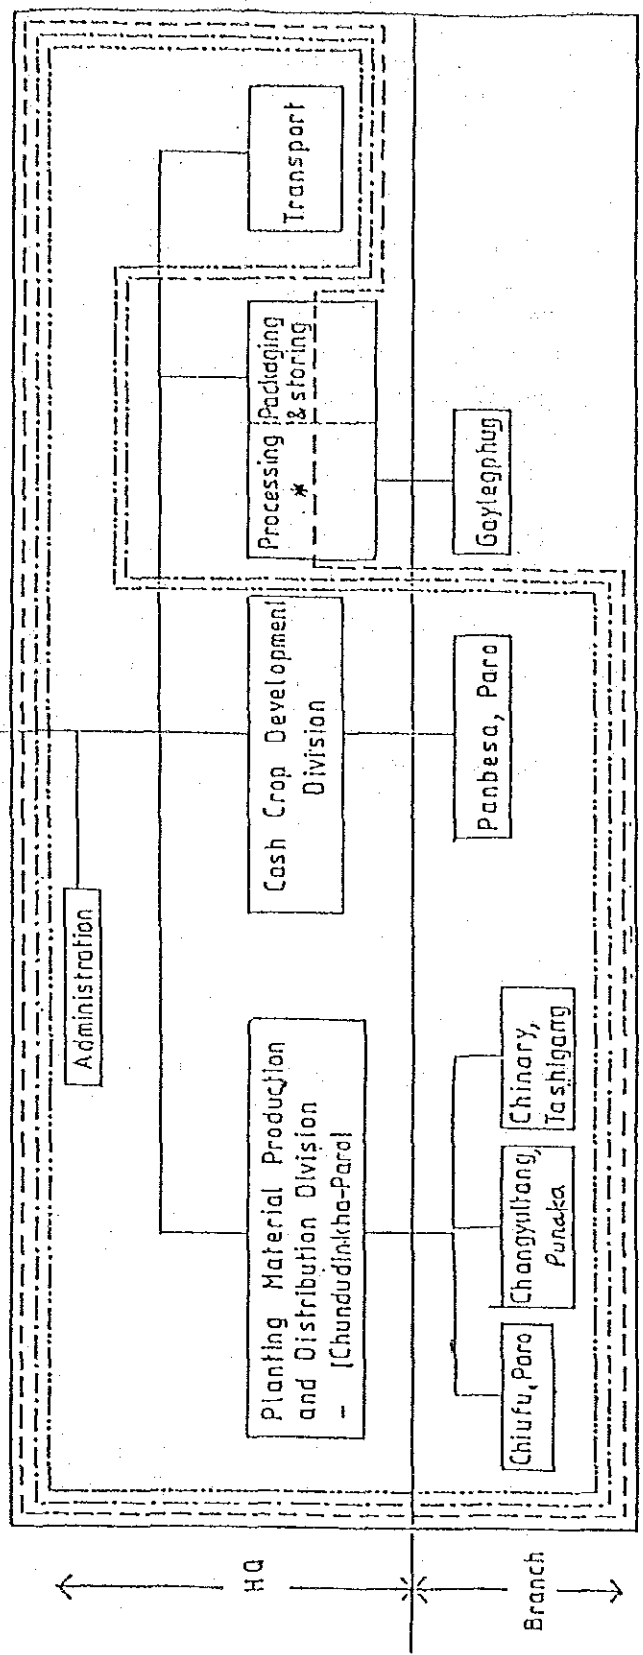 Administration
Planting Material Production
and Distribution Division
— [Chundudinkha-Paro]
Cash Crop Development
Division
Processing
*
Packaging
& storing
Transport
HQ
Branch
Chiufu, Paro
Changyultang,
Punaka
Chinary,
Tashigang
Panbesa, Paro
Gaylegphug